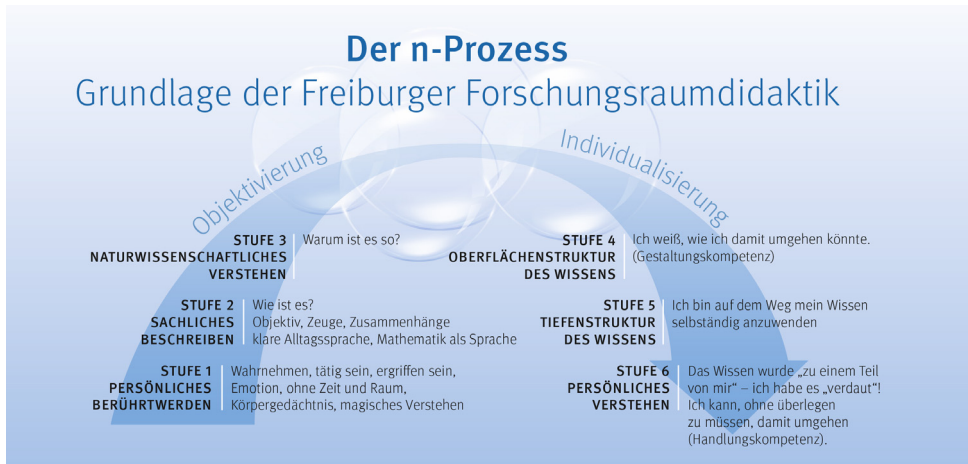 Der n-Prozess
Grundlage der Freiburger Forschungsraumdidaktik
Objektivierung
Individualisierung
STUFE 3
NATURWISSENSCHAFTLICHES
VERSTEHEN
Warum ist es so?
STUFE 2
SACHLICHES
BESCHREIBEN
Wie ist es?
Objektiv, Zeuge, Zusammenhänge
klare Alltagssprache, Mathematik als Sprache
STUFE 1
PERSÖNLICHES
BERÜHRTWERDEN
Wahrnehmen, tätig sein, ergriffen sein,
Emotion, ohne Zeit und Raum,
Körpergedächtnis, magisches Verstehen
STUFE 4
OBERFLÄCHENSTRUKTUR
DES WISSENS
Ich weiß, wie ich damit umgehen könnte.
(Gestaltungskompetenz)
STUFE 5
TIEFENSTRUKTUR
DES WISSENS
Ich bin auf dem Weg mein Wissen
selbständig anzuwenden
STUFE 6
PERSÖNLICHES
VERSTEHEN
Das Wissen wurde „zu einem Teil
von mir“ – ich habe es „verdaut“!
Ich kann, ohne überlegen
zu müssen, damit umgehen
(Handlungskompetenz).